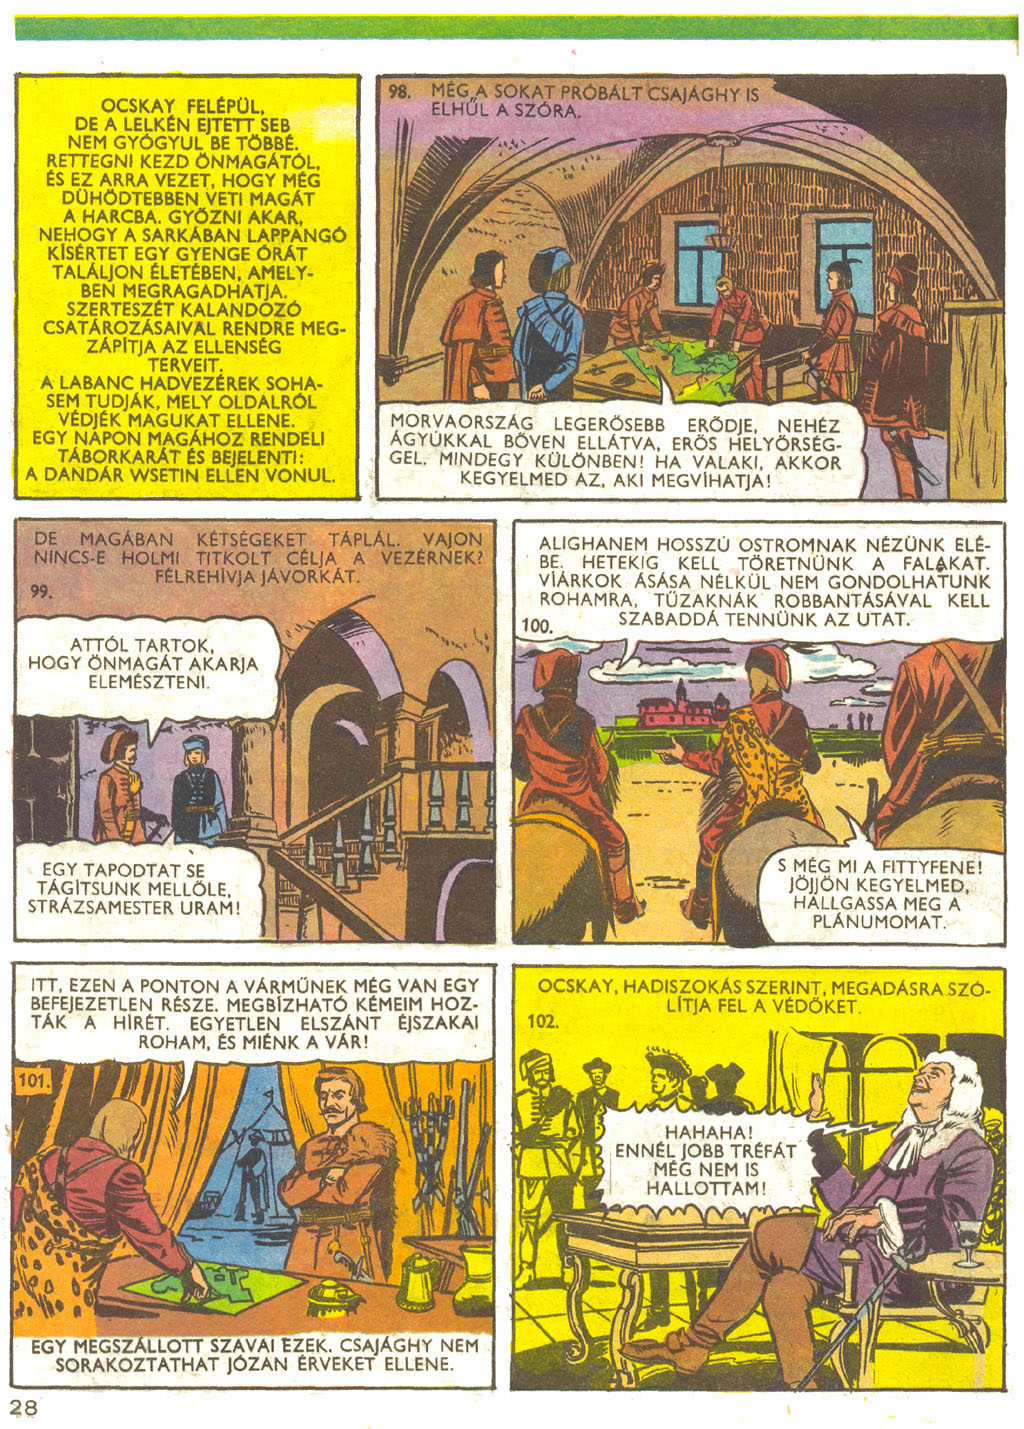 OCSKAY FELÉPÜL,
DE A LELKÉN EJTETT SEB
NEM GYÓGYUL BE TÖBBÉ.
RETTEGNI KEZD ÖNMAGÁTÓL,
ÉS EZ ARRA VEZET, HOGY MÉG
DÜHÖDTEBBEN VETI MAGÁT
A HARCBA. GYŐZNI AKAR,
NEHOGY A SARKÁBAN LAPPANGÓ
KÍSÉRTET EGY GYENGE ÓRÁT
TALÁLJON ÉLETÉBEN, AMELY-
BEN MEGRAGADHATJA.
SZERTESZÉT KALANDOZÓ
CSATÁROZÁSAIVAL RENDRE MEG-
ZÁPÍTJA AZ ELLENSÉG
TERVEIT.
A LABANC HADVEZÉREK SOHA-
SEM TUDJÁK, MELY OLDALRÓL
VÉDJÉK MAGUKAT ELLENE.
EGY NAPON MAGÁHOZ RENDELI
TÁBORKARÁT ÉS BEJELENTI:
A DANDÁR WSETIN ELLEN VONUL.
98. MÉG A SOKAT PRÓBÁLT CSAJÁGHY IS
ELHŰL A SZÓRA.
MORVAORSZÁG LEGERŐSEBB ERŐDJE, NEHÉZ
ÁGYÚKKAL BŐVEN ELLÁTVA, ERŐS HELYŐRSÉG-
GEL. MINDEGY KÜLÖNBEN! HA VALAKI, AKKOR
KEGYELMED AZ, AKI MEGVÍHATJA!
DE MAGÁBAN KÉTSÉGEKET TÁPLÁL. VAJON
NINCS-E HOLMI TITKOLT CÉLJA A VEZÉRNEK?
FÉLREHÍVJA JÁVORKÁT.
99.
ATTÓL TARTOK,
HOGY ÖNMAGÁT AKARJA
ELEMÉSZTENI.
EGY TAPODTAT SE
TÁGÍTSUNK MELLŐLE,
STRÁZSAMESTER URAM!
ALIGHANEM HOSSZÚ OSTROMNAK NÉZÜNK ELÉ-
BE. HETEKIG KELL TÖRETNÜNK A FALAKAT.
VÍÁRKOK ÁSÁSA NÉLKÜL NEM GONDOLHATUNK
ROHAMRA, TŰZAKNÁK ROBBANTÁSÁVAL KELL
100. SZABADDÁ TENNÜNK AZ UTAT.
S MÉG MI A FITTYFENE!
JÖJJÖN KEGYELMED,
HALLGASSA MEG A
PLÁNUMOMAT.
ITT, EZEN A PONTON A VÁRMŰNEK MÉG VAN EGY
BEFEJEZETLEN RÉSZE. MEGBÍZHATÓ KÉMEIM HOZ-
TÁK A HÍRÉT. EGYETLEN ELSZÁNT ÉJSZAKAI
ROHAM, ÉS MIÉNK A VÁR!
101.
EGY MEGSZÁLLOTT SZAVAI EZEK. CSAJÁGHY NEM
SORAKOZTATHAT JÓZAN ÉRVEKET ELLENE.
OCSKAY, HADISZOKÁS SZERINT, MEGADÁSRA SZÓ-
LÍTJA FEL A VÉDŐKET.
102.
HAHAHA!
ENNÉL JOBB TRÉFÁT
MÉG NEM IS
HALLOTTAM!
28